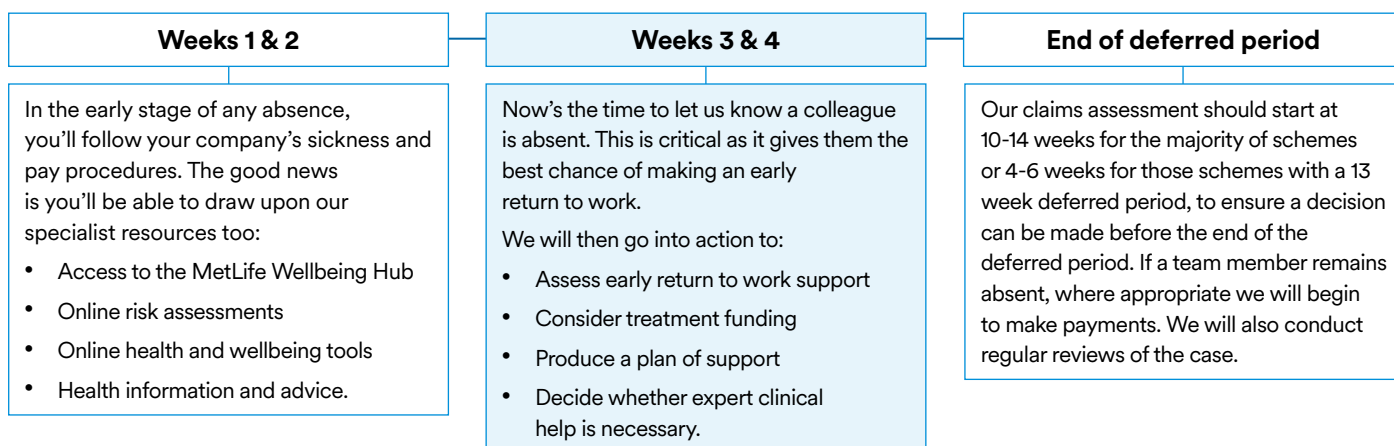 Weeks 1 & 2
In the early stage of any absence,
you'll follow your company's sickness and
pay procedures. The good news
is you'll be able to draw upon our
specialist resources too:
• Access to the MetLife Wellbeing Hub
• Online risk assessments
• Online health and wellbeing tools
• Health information and advice.
Weeks 3 & 4
Now's the time to let us know a colleague
is absent. This is critical as it gives them the
best chance of making an early
return to work.
We will then go into action to:
• Assess early return to work support
• Consider treatment funding
• Produce a plan of support
• Decide whether expert clinical
help is necessary.
End of deferred period
Our claims assessment should start at
10-14 weeks for the majority of schemes
or 4-6 weeks for those schemes with a 13
week deferred period, to ensure a decision
can be made before the end of the
deferred period. If a team member remains
absent, where appropriate we will begin
to make payments. We will also conduct
regular reviews of the case.